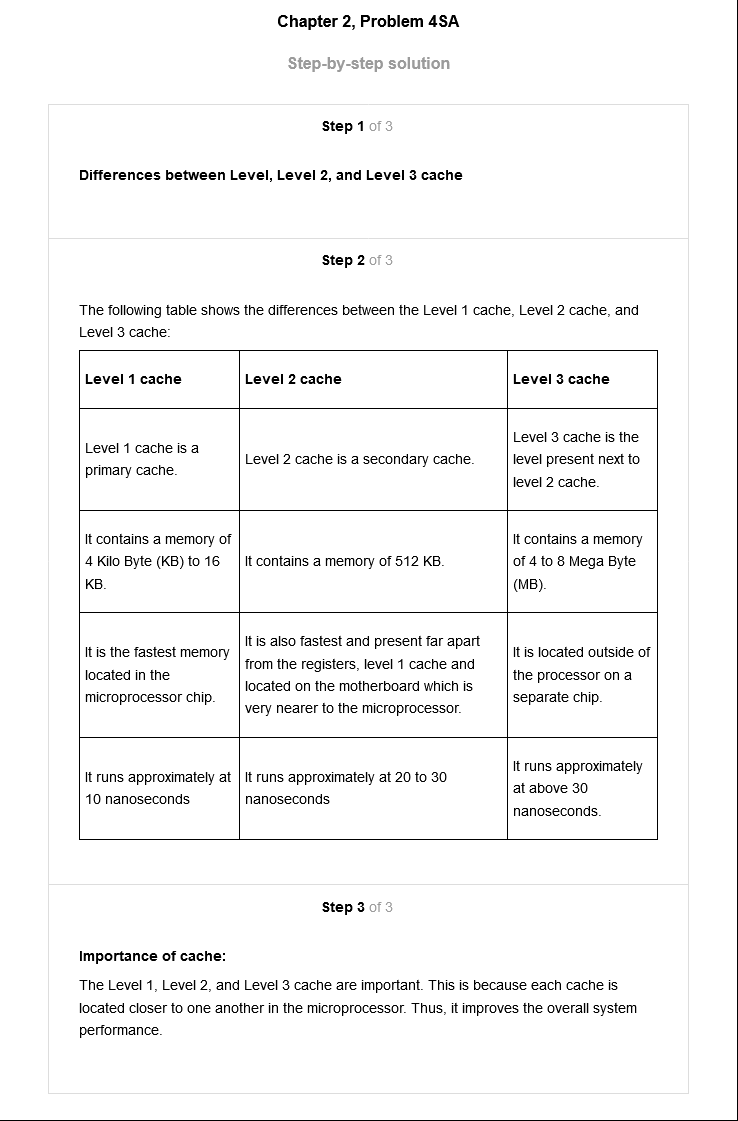 Chapter 2, Problem 4SA
Step-by-step solution
Step 1 of 3
Differences between Level, Level 2, and Level 3 cache
Step 2 of 3
The following table shows the differences between the Level 1 cache, Level 2 cache, and
Level 3 cache:
Level 1 cache
Level 2 cache
Level 3 cache
Level 1 cache is a
primary cache.
Level 2 cache is a secondary cache.
Level 3 cache is the
level present next to
level 2 cache.
It contains a memory of
4 Kilo Byte (KB) to 16
KB.
It contains a memory of 512 KB.
It contains a memory
of 4 to 8 Mega Byte
(MB).
It is the fastest memory
located in the
microprocessor chip.
It is also fastest and present far apart
from the registers, level 1 cache and
located on the motherboard which is
very nearer to the microprocessor.
It is located outside of
the processor on a
separate chip.
It runs approximately at
10 nanoseconds
It runs approximately at 20 to 30
nanoseconds
It runs approximately
at above 30
nanoseconds.
Step 3 of 3
Importance of cache:
The Level 1, Level 2, and Level 3 cache are important. This is because each cache is
located closer to one another in the microprocessor. Thus, it improves the overall system
performance.